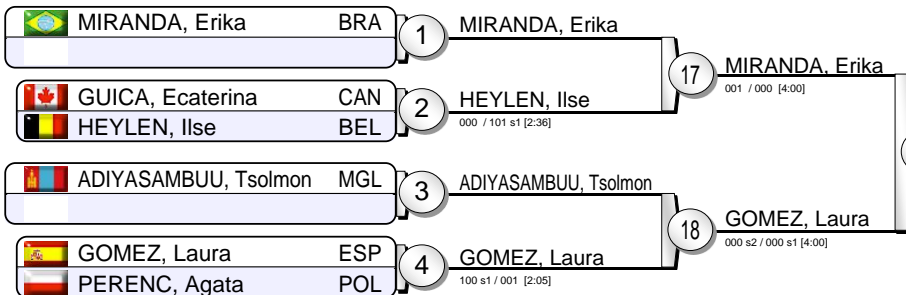 MIRANDA, Erika BRA
1
MIRANDA, Erika
17
MIRANDA, Erika
001 / 000 [4:00]
GUICA, Ecaterina CAN
HEYLEN, Ilse BEL
2
HEYLEN, Ilse
000 / 101 s1 [2:36]
ADIYASAMBUU, Tsolmon MGL
3
ADIYASAMBUU, Tsolmon
18
GOMEZ, Laura
000 s2 / 000 s1 [4:00]
GOMEZ, Laura ESP
PERENC, Agata POL
4
GOMEZ, Laura
100 s1 / 001 [2:05]